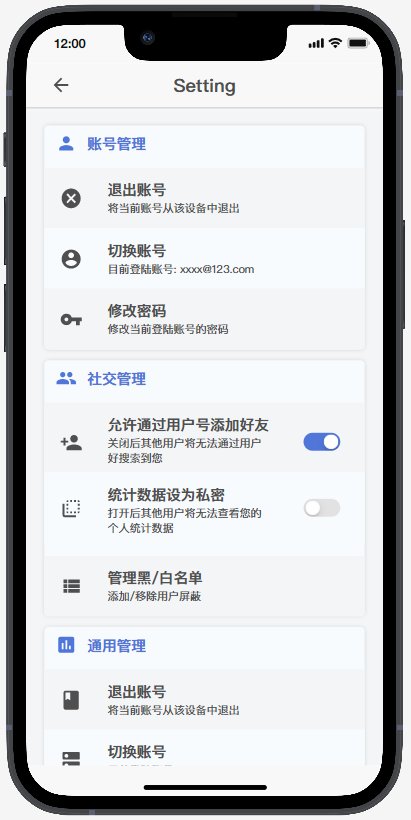 12:00
Setting
账号管理
退出账号
将当前账号从该设备中退出
切换账号
目前登陆账号: xxxx@123.com
修改密码
修改当前登陆账号的密码
社交管理
允许通过用户号添加好友
关闭后其他用户将无法通过用户
好搜索到您
统计数据设为私密
打开后其他用户将无法查看您的
个人统计数据
管理黑/白名单
添加/移除用户屏蔽
通用管理
退出账号
将当前账号从该设备中退出
切换账号